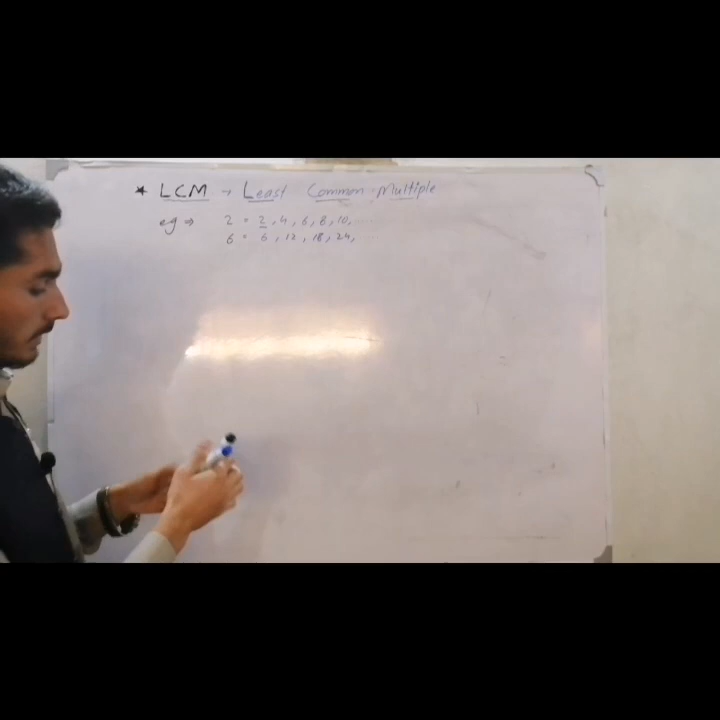 * LCM → Least Common Multiple
eg ⇒ 2 = 2, 4, 6, 8, 10, ....
6 = 6, 12, 18, 24, ...